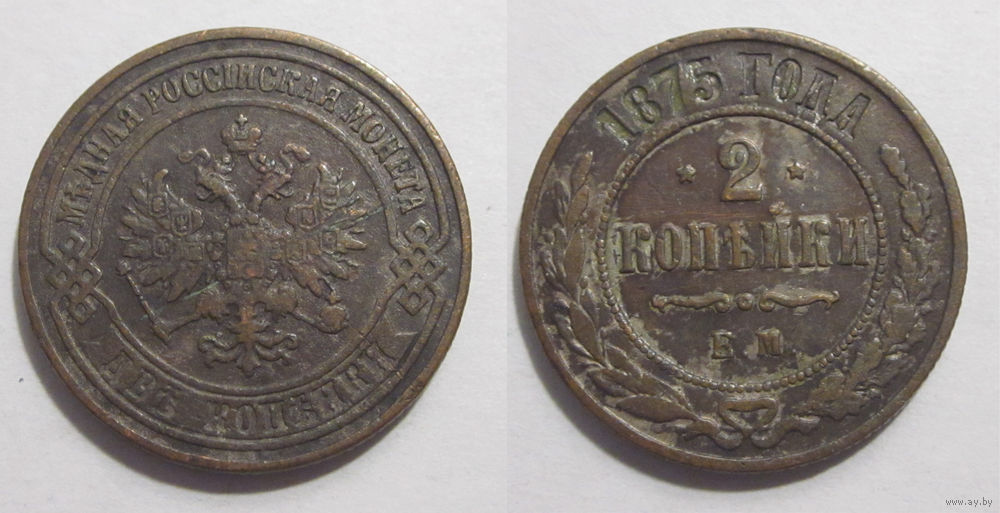 МѢДНАЯ РОССІЙСКАЯ МОНЕТА
ДВѢ КОПѢЙКИ
1875 ГОДА
* 2 *
КОПѢЙКИ
Е М
www.ay.by